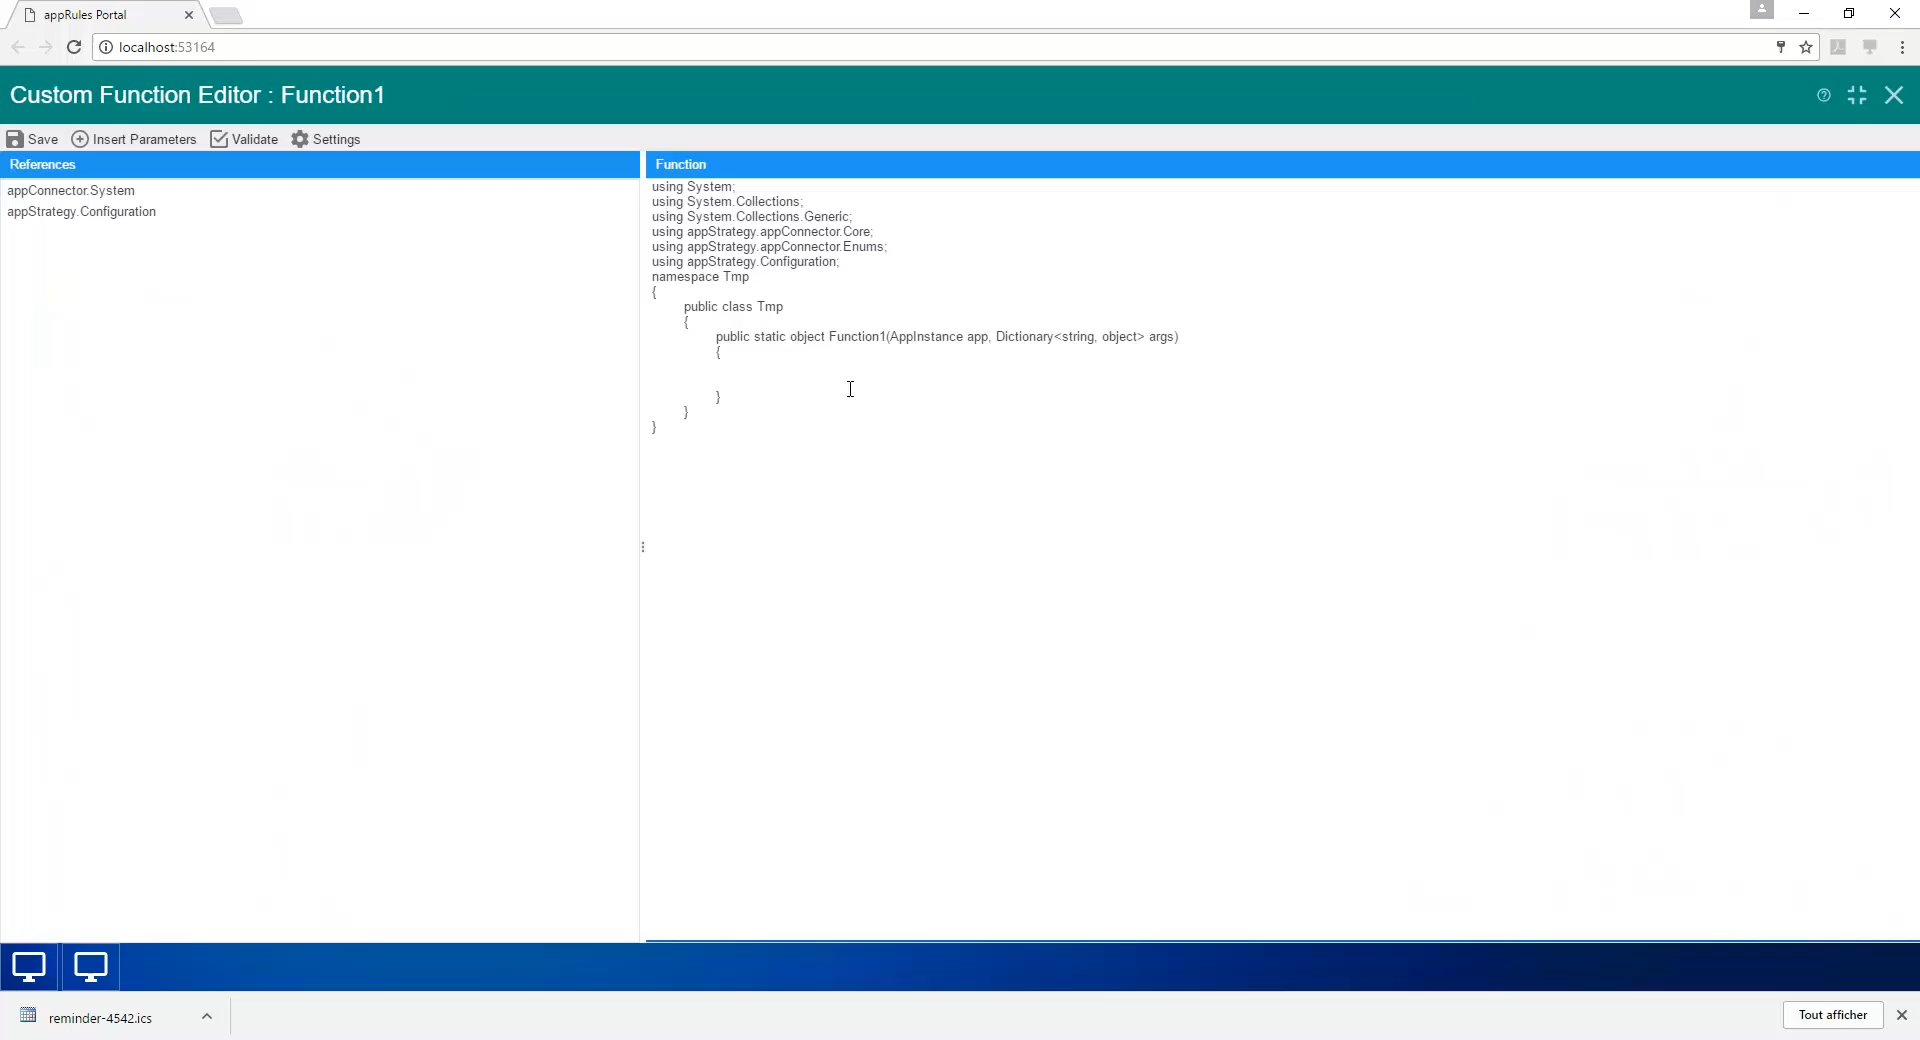 appRules Portal
localhost:53164
Custom Function Editor : Function1
Save Insert Parameters Validate Settings
References
appConnector.System
appStrategy.Configuration
Function
using System;
using System.Collections;
using System.Collections.Generic;
using appStrategy.appConnector.Core;
using appStrategy.appConnector.Enums;
using appStrategy.Configuration;
namespace Tmp
{
public class Tmp
{
public static object Function1(AppInstance app, Dictionary<string, object> args)
{
}
}
}
reminder-4542.ics
Tout afficher